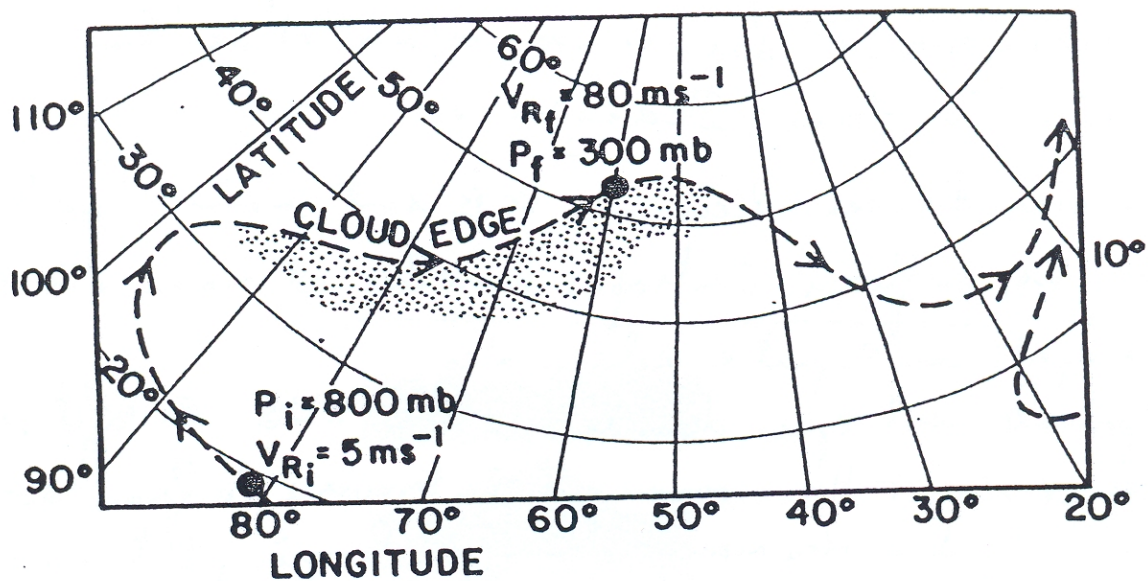 60°
V_Rf = 80 ms⁻¹
P_f = 300 mb
40°
50°
110°
LATITUDE
30°
CLOUD EDGE
100°
10°
20°
P_i = 800 mb
V_Ri = 5 ms⁻¹
90°
80° 70° 60° 50° 40° 30° 20°
LONGITUDE